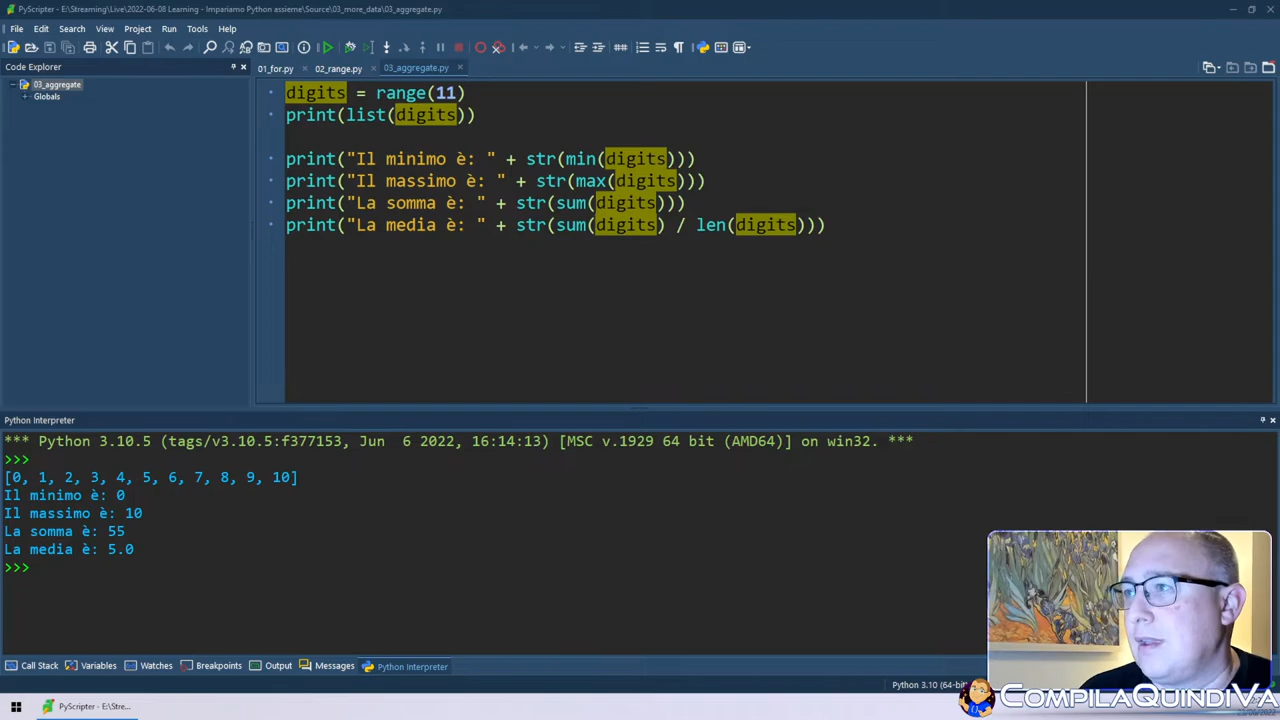 PyScripter - E:\Streaming\Live\2022-06-08 Learning - Impariamo Python assieme\Source\03_more_data\03_aggregate.py
File Edit Search View Project Run Tools Help
Code Explorer
01_for.py 02_range.py 03_aggregate.py
03_aggregate
Globals
digits = range(11)
print(list(digits))
print("Il minimo è: " + str(min(digits)))
print("Il massimo è: " + str(max(digits)))
print("La somma è: " + str(sum(digits)))
print("La media è: " + str(sum(digits) / len(digits)))
Python Interpreter
*** Python 3.10.5 (tags/v3.10.5:f377153, Jun  6 2022, 16:14:13) [MSC v.1929 64 bit (AMD64)] on win32. ***
>>>
[0, 1, 2, 3, 4, 5, 6, 7, 8, 9, 10]
Il minimo è: 0
Il massimo è: 10
La somma è: 55
La media è: 5.0
>>>
Call Stack Variables Watches Breakpoints Output Messages Python Interpreter
Python 3.10 (64-bit)
CompilaQuindiVa
PyScripter - E:\Stre...